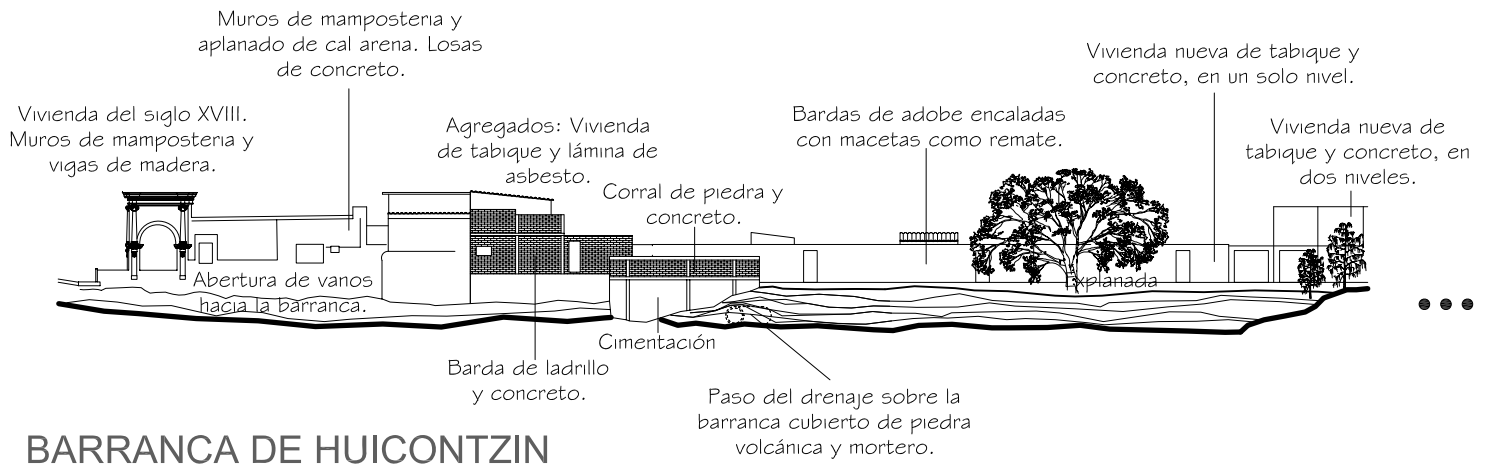 Muros de mamposteria y
aplanado de cal arena. Losas
de concreto.
Vivienda nueva de tabique y
concreto, en un solo nivel.
Vivienda del siglo XVIII.
Muros de mamposteria y
vigas de madera.
Agregados: Vivienda
de tabique y lámina de
asbesto.
Bardas de adobe encaladas
con macetas como remate.
Vivienda nueva de
tabique y concreto, en
dos niveles.
Corral de piedra y
concreto.
Abertura de vanos
hacia la barranca.
Explanada
Cimentación
Barda de ladrillo
y concreto.
Paso del drenaje sobre la
barranca cubierto de piedra
volcánica y mortero.
BARRANCA DE HUICONTZIN